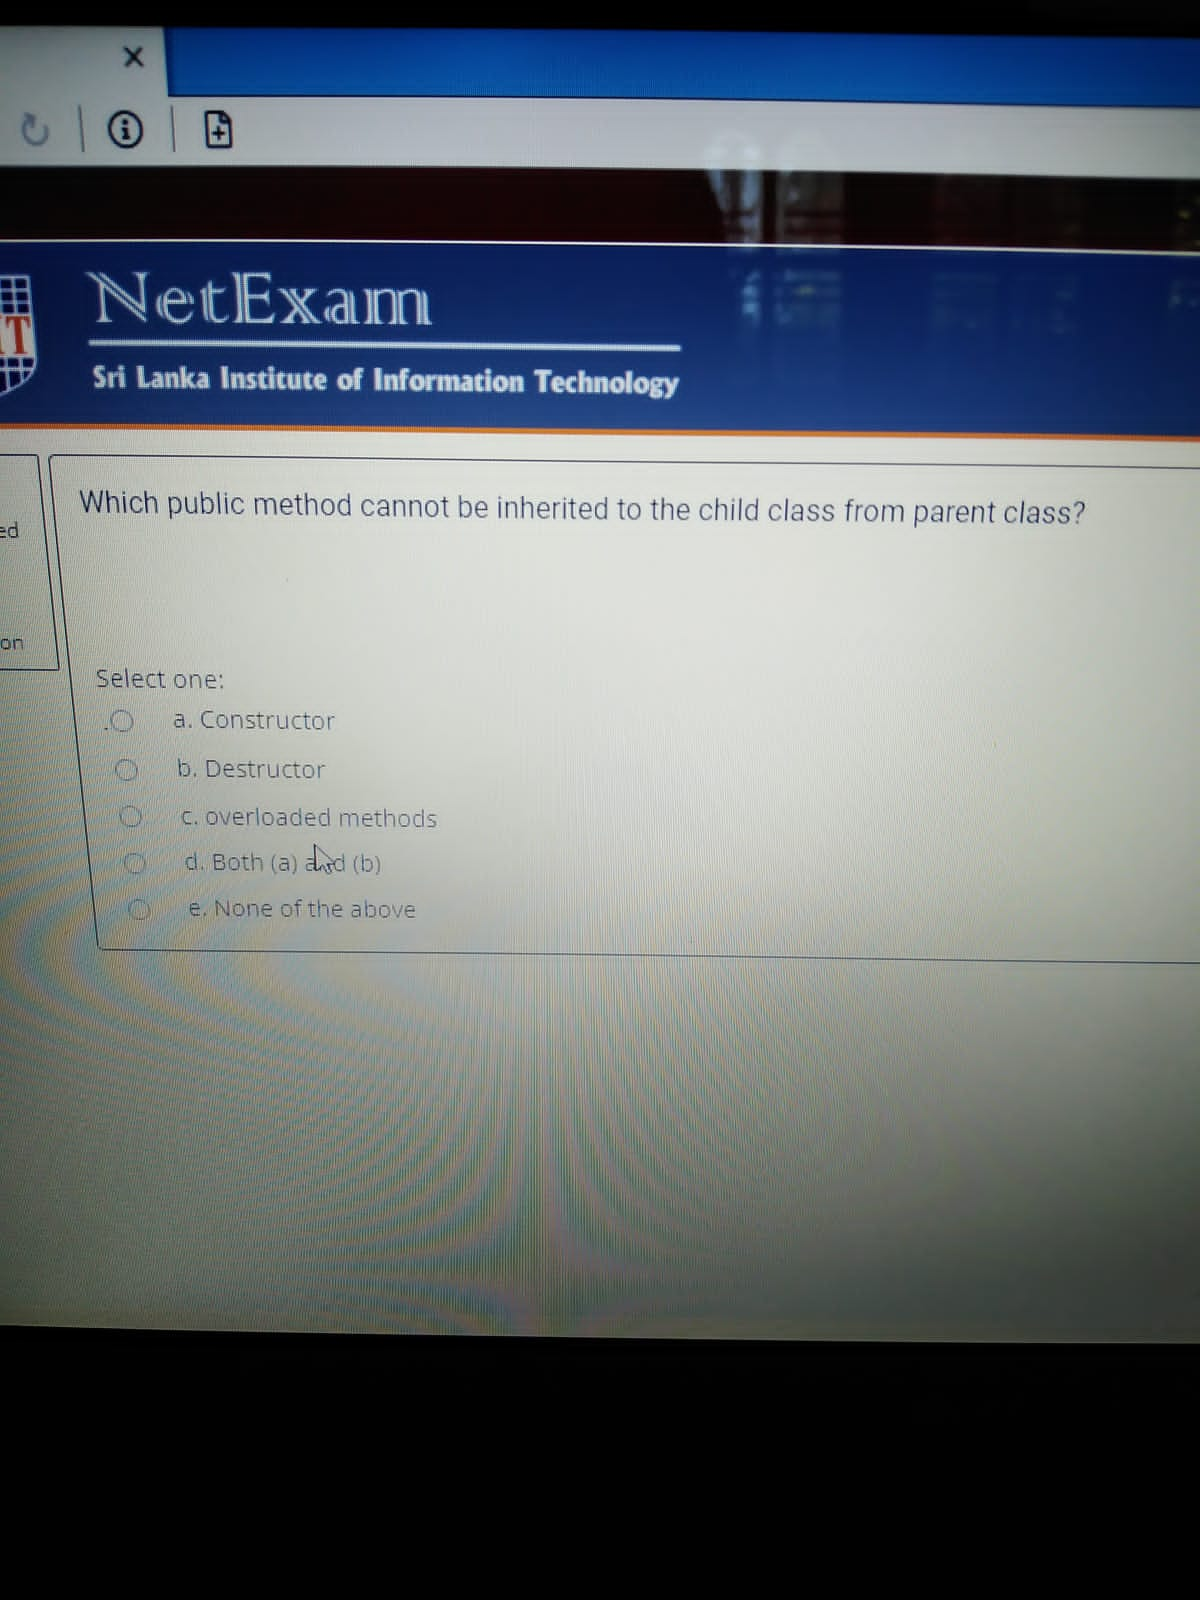 NetExam
Sri Lanka Institute of Information Technology
IT
Which public method cannot be inherited to the child class from parent class?
ed
on
Select one:
a. Constructor
b. Destructor
c. overloaded methods
d. Both (a) and (b)
e. None of the above